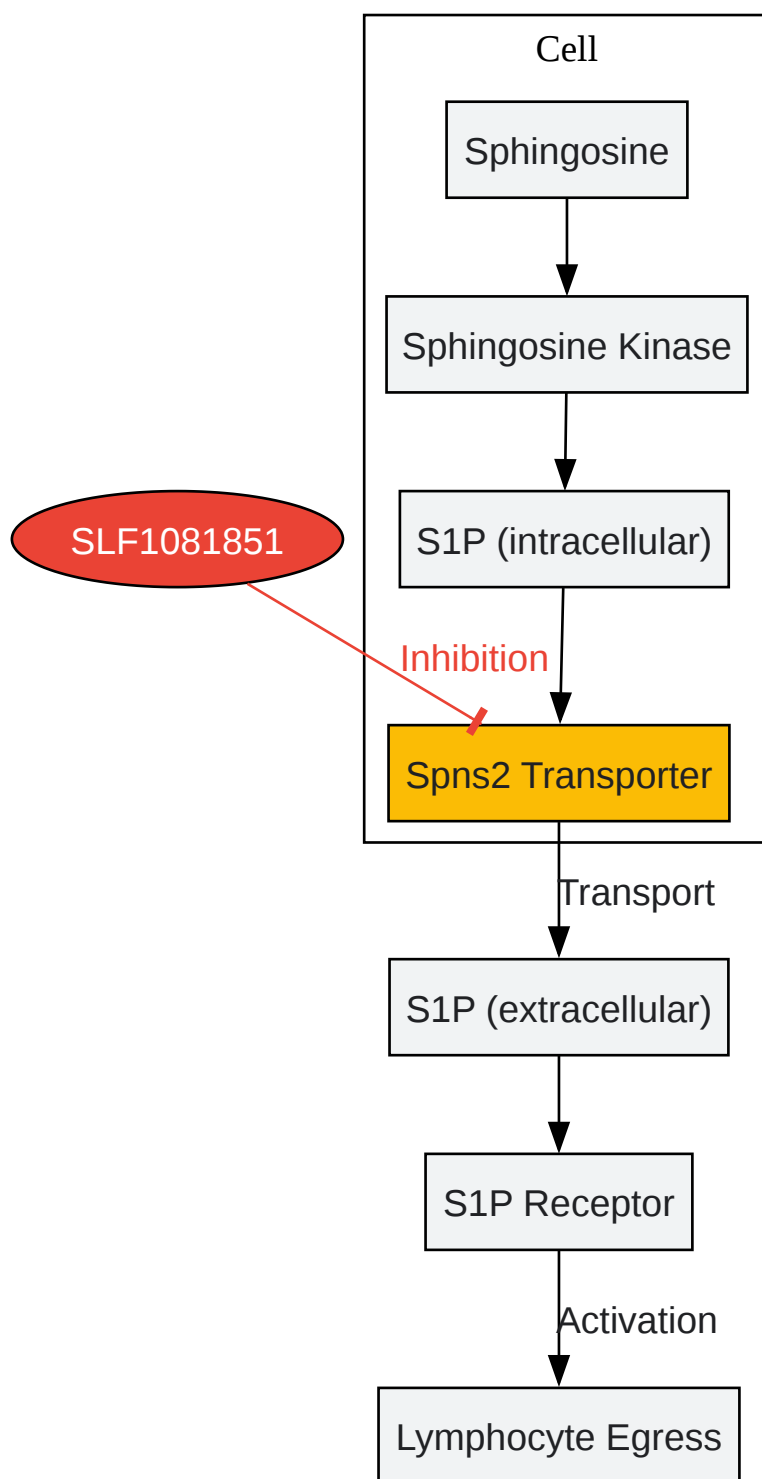 Cell
Sphingosine
Sphingosine Kinase
S1P (intracellular)
SLF1081851
Inhibition
Spns2 Transporter
Transport
S1P (extracellular)
S1P Receptor
Activation
Lymphocyte Egress